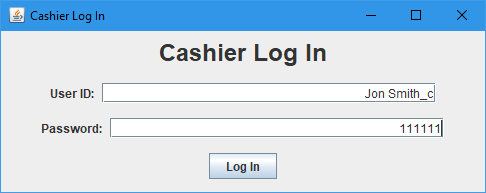 Cashier Log In
Cashier Log In
User ID: Jon Smith_c
Password: 111111
Log In